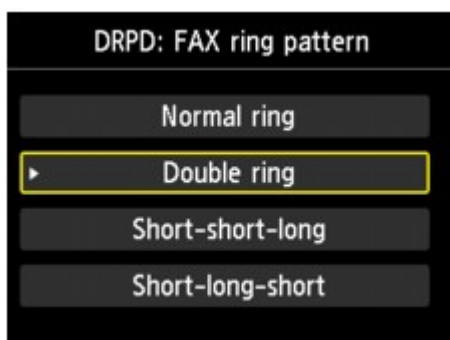 DRPD: FAX ring pattern
Normal ring
Double ring
Short-short-long
Short-long-short